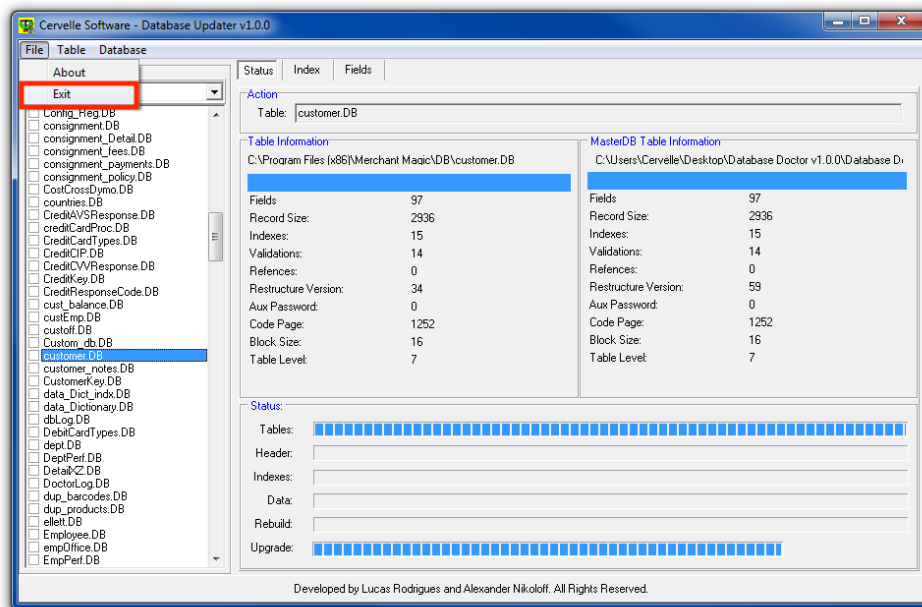 Cervelle Software - Database Updater v1.0.0
File Table Database
About
Exit
Status Index Fields
Action
Table: customer.DB
Config_Reg.DB
consignment.DB
consignment_Detail.DB
consignment_fees.DB
consignment_payments.DB
consignment_policy.DB
CostCrossDymo.DB
countries.DB
CreditAVSResponse.DB
creditCardProc.DB
CreditCardTypes.DB
CreditCIP.DB
CreditCVVResponse.DB
CreditKey.DB
CreditResponseCode.DB
cust_balance.DB
custEmp.DB
custoff.DB
Custom_db.DB
customer.DB
customer_notes.DB
CustomerKey.DB
data_Dict_indx.DB
data_Dictionary.DB
dbLog.DB
DebitCardTypes.DB
dept.DB
DeptPerf.DB
DetailXZ.DB
DoctorLog.DB
dup_barcodes.DB
dup_products.DB
ellett.DB
Employee.DB
empOffice.DB
EmpPerf.DB
Table Information
C:\Program Files (x86)\Merchant Magic\DB\customer.DB
Fields 97
Record Size: 2936
Indexes: 15
Validations: 14
Refences: 0
Restructure Version: 34
Aux Password: 0
Code Page: 1252
Block Size: 16
Table Level: 7
MasterDB Table Information
C:\Users\Cervelle\Desktop\Database Doctor v1.0.0\Database Do
Fields 97
Record Size: 2936
Indexes: 15
Validations: 14
Refences: 0
Restructure Version: 59
Aux Password: 0
Code Page: 1252
Block Size: 16
Table Level: 7
Status:
Tables:
Header:
Indexes:
Data:
Rebuild:
Upgrade:
Developed by Lucas Rodrigues and Alexander Nikoloff. All Rights Reserved.